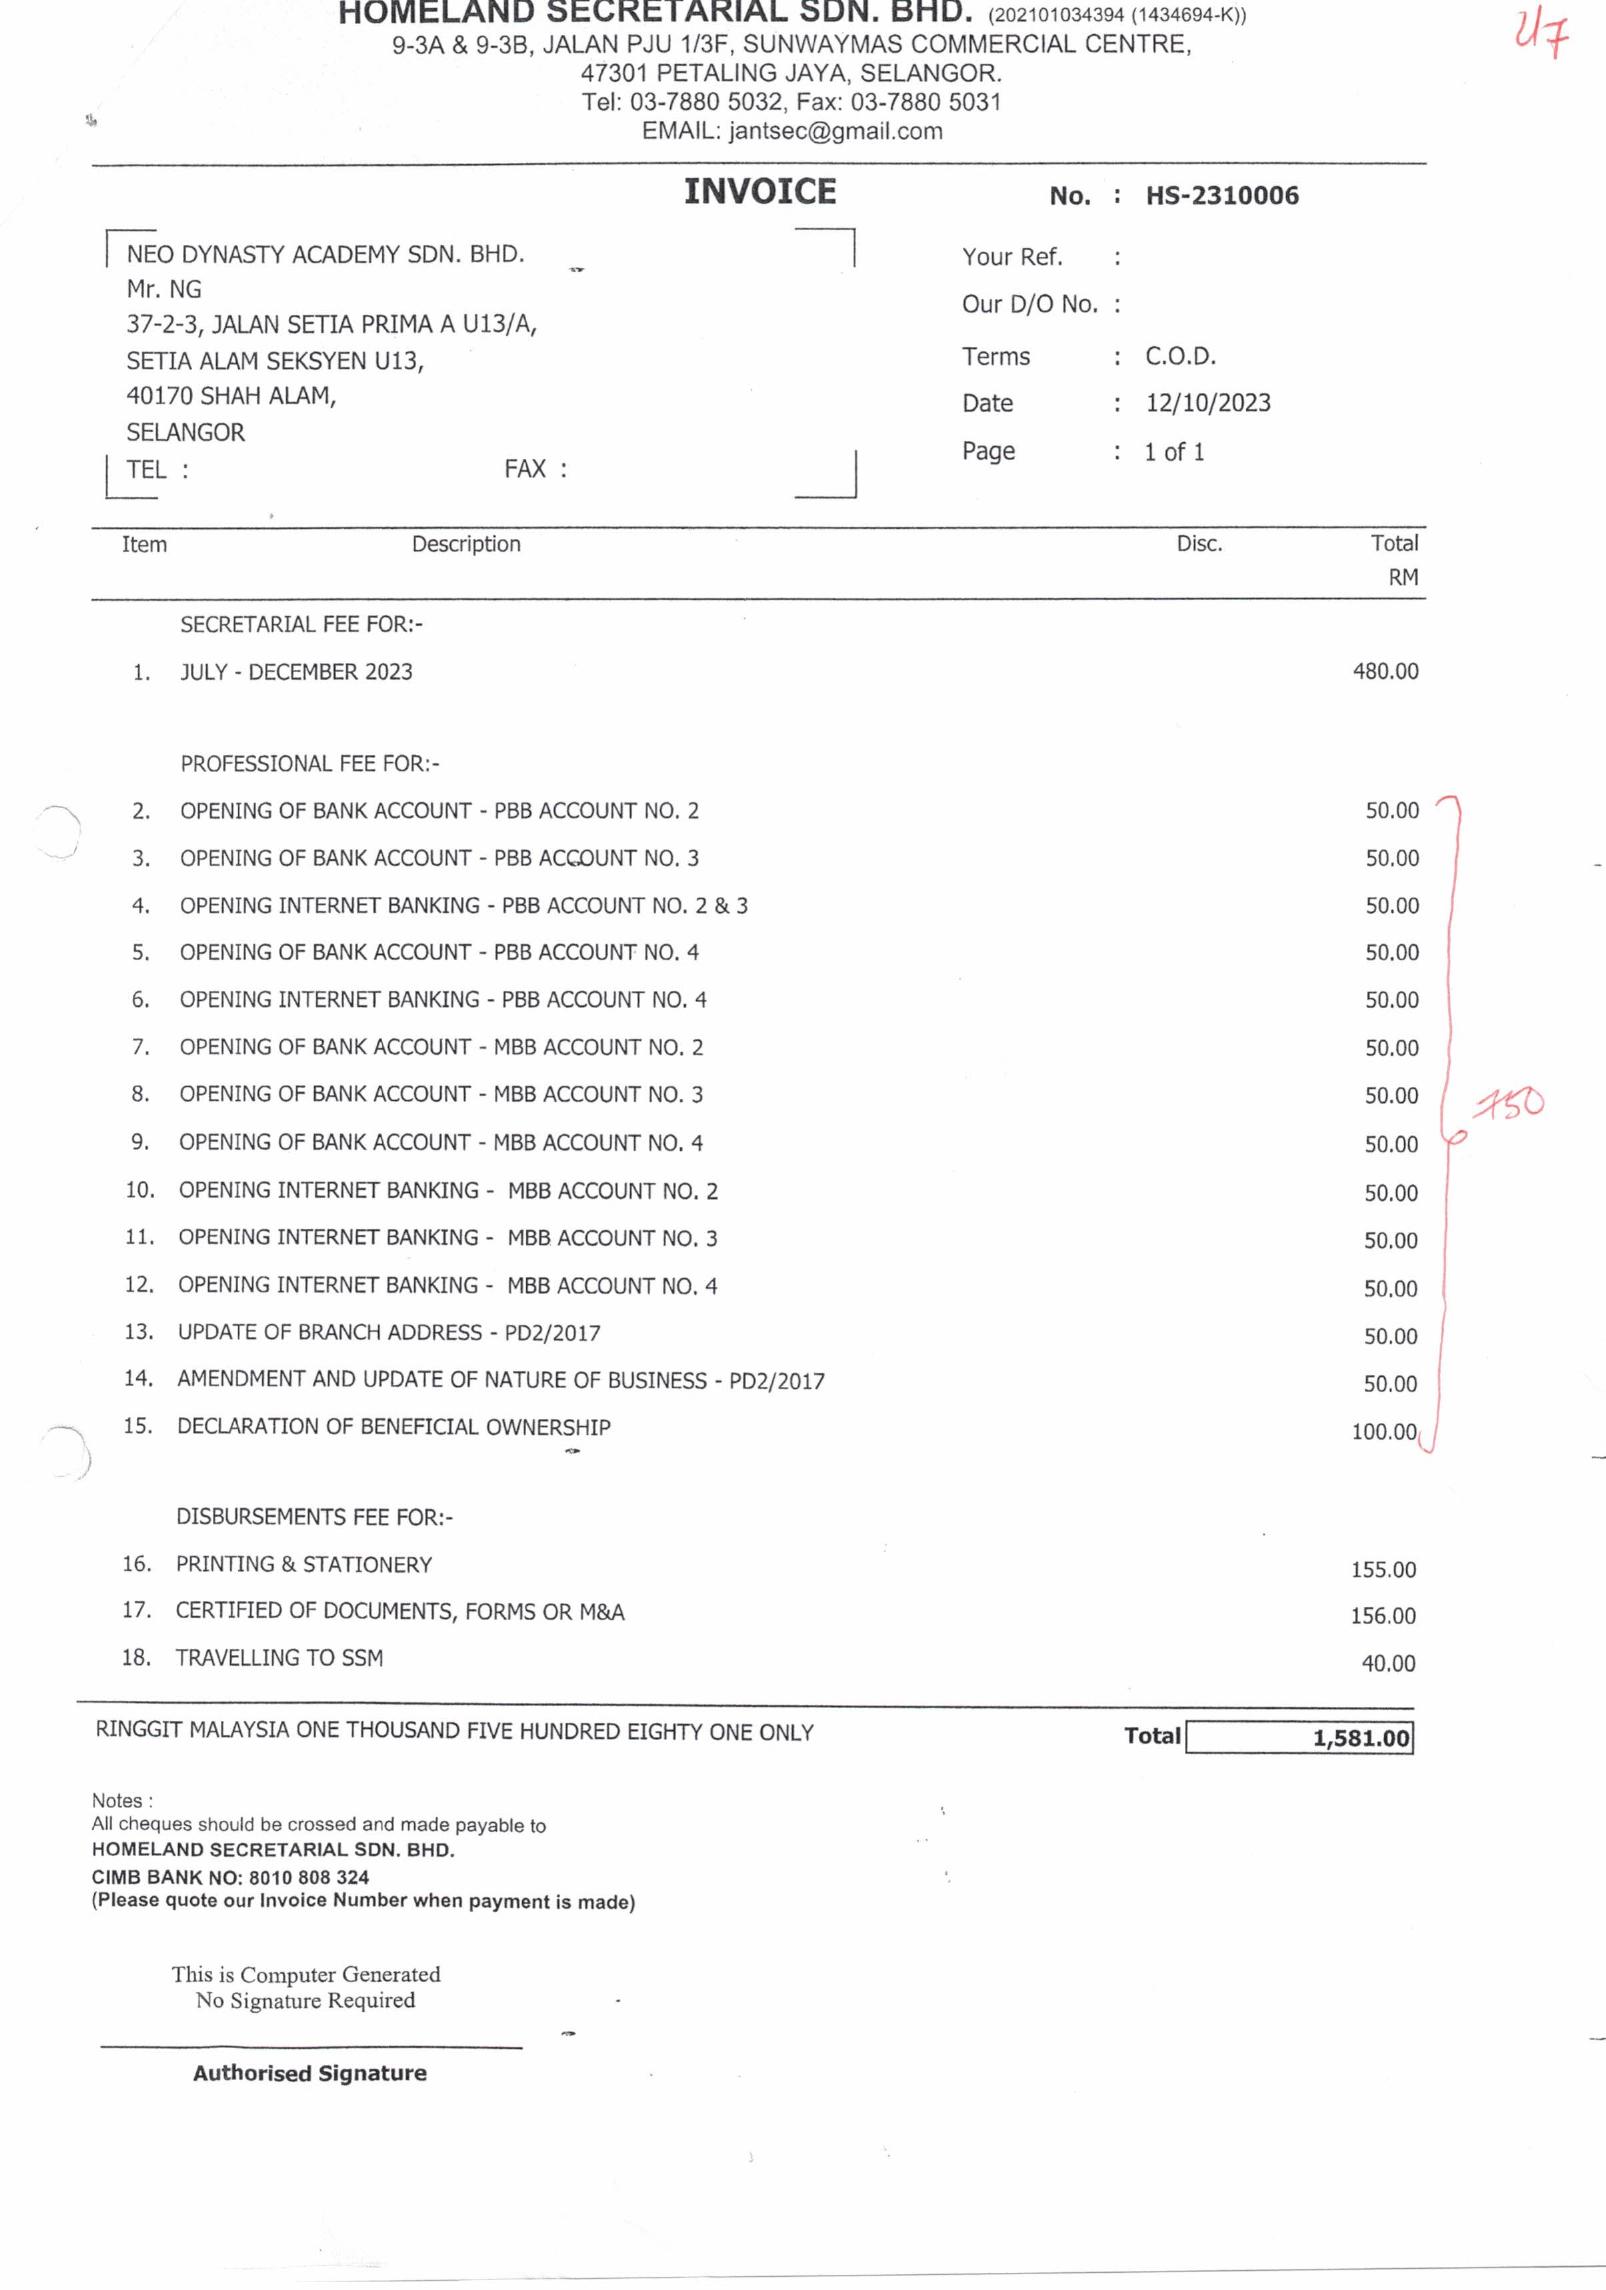 HOMELAND SECRETARIAL SDN. BHD. (202101034394 (1434694-K))
9-3A & 9-3B, JALAN PJU 1/3F, SUNWAYMAS COMMERCIAL CENTRE,
47301 PETALING JAYA, SELANGOR.
Tel: 03-7880 5032, Fax: 03-7880 5031
EMAIL: jantsec@gmail.com
INVOICE No. : HS-2310006
NEO DYNASTY ACADEMY SDN. BHD.
Mr. NG
37-2-3, JALAN SETIA PRIMA A U13/A,
SETIA ALAM SEKSYEN U13,
40170 SHAH ALAM,
SELANGOR
TEL : FAX :
Your Ref. :
Our D/O No. :
Terms : C.O.D.
Date : 12/10/2023
Page : 1 of 1
Item Description Disc. Total
RM
SECRETARIAL FEE FOR:-
1. JULY - DECEMBER 2023 480.00
PROFESSIONAL FEE FOR:-
2. OPENING OF BANK ACCOUNT - PBB ACCOUNT NO. 2 50.00
3. OPENING OF BANK ACCOUNT - PBB ACCOUNT NO. 3 50.00
4. OPENING INTERNET BANKING - PBB ACCOUNT NO. 2 & 3 50.00
5. OPENING OF BANK ACCOUNT - PBB ACCOUNT NO. 4 50.00
6. OPENING INTERNET BANKING - PBB ACCOUNT NO. 4 50.00
7. OPENING OF BANK ACCOUNT - MBB ACCOUNT NO. 2 50.00
8. OPENING OF BANK ACCOUNT - MBB ACCOUNT NO. 3 50.00
750
9. OPENING OF BANK ACCOUNT - MBB ACCOUNT NO. 4 50.00
10. OPENING INTERNET BANKING - MBB ACCOUNT NO. 2 50.00
11. OPENING INTERNET BANKING - MBB ACCOUNT NO. 3 50.00
12. OPENING INTERNET BANKING - MBB ACCOUNT NO. 4 50.00
13. UPDATE OF BRANCH ADDRESS - PD2/2017 50.00
14. AMENDMENT AND UPDATE OF NATURE OF BUSINESS - PD2/2017 50.00
15. DECLARATION OF BENEFICIAL OWNERSHIP 100.00
DISBURSEMENTS FEE FOR:-
16. PRINTING & STATIONERY 155.00
17. CERTIFIED OF DOCUMENTS, FORMS OR M&A 156.00
18. TRAVELLING TO SSM 40.00
RINGGIT MALAYSIA ONE THOUSAND FIVE HUNDRED EIGHTY ONE ONLY Total 1,581.00
Notes :
All cheques should be crossed and made payable to
HOMELAND SECRETARIAL SDN. BHD.
CIMB BANK NO: 8010 808 324
(Please quote our Invoice Number when payment is made)
This is Computer Generated
No Signature Required
Authorised Signature